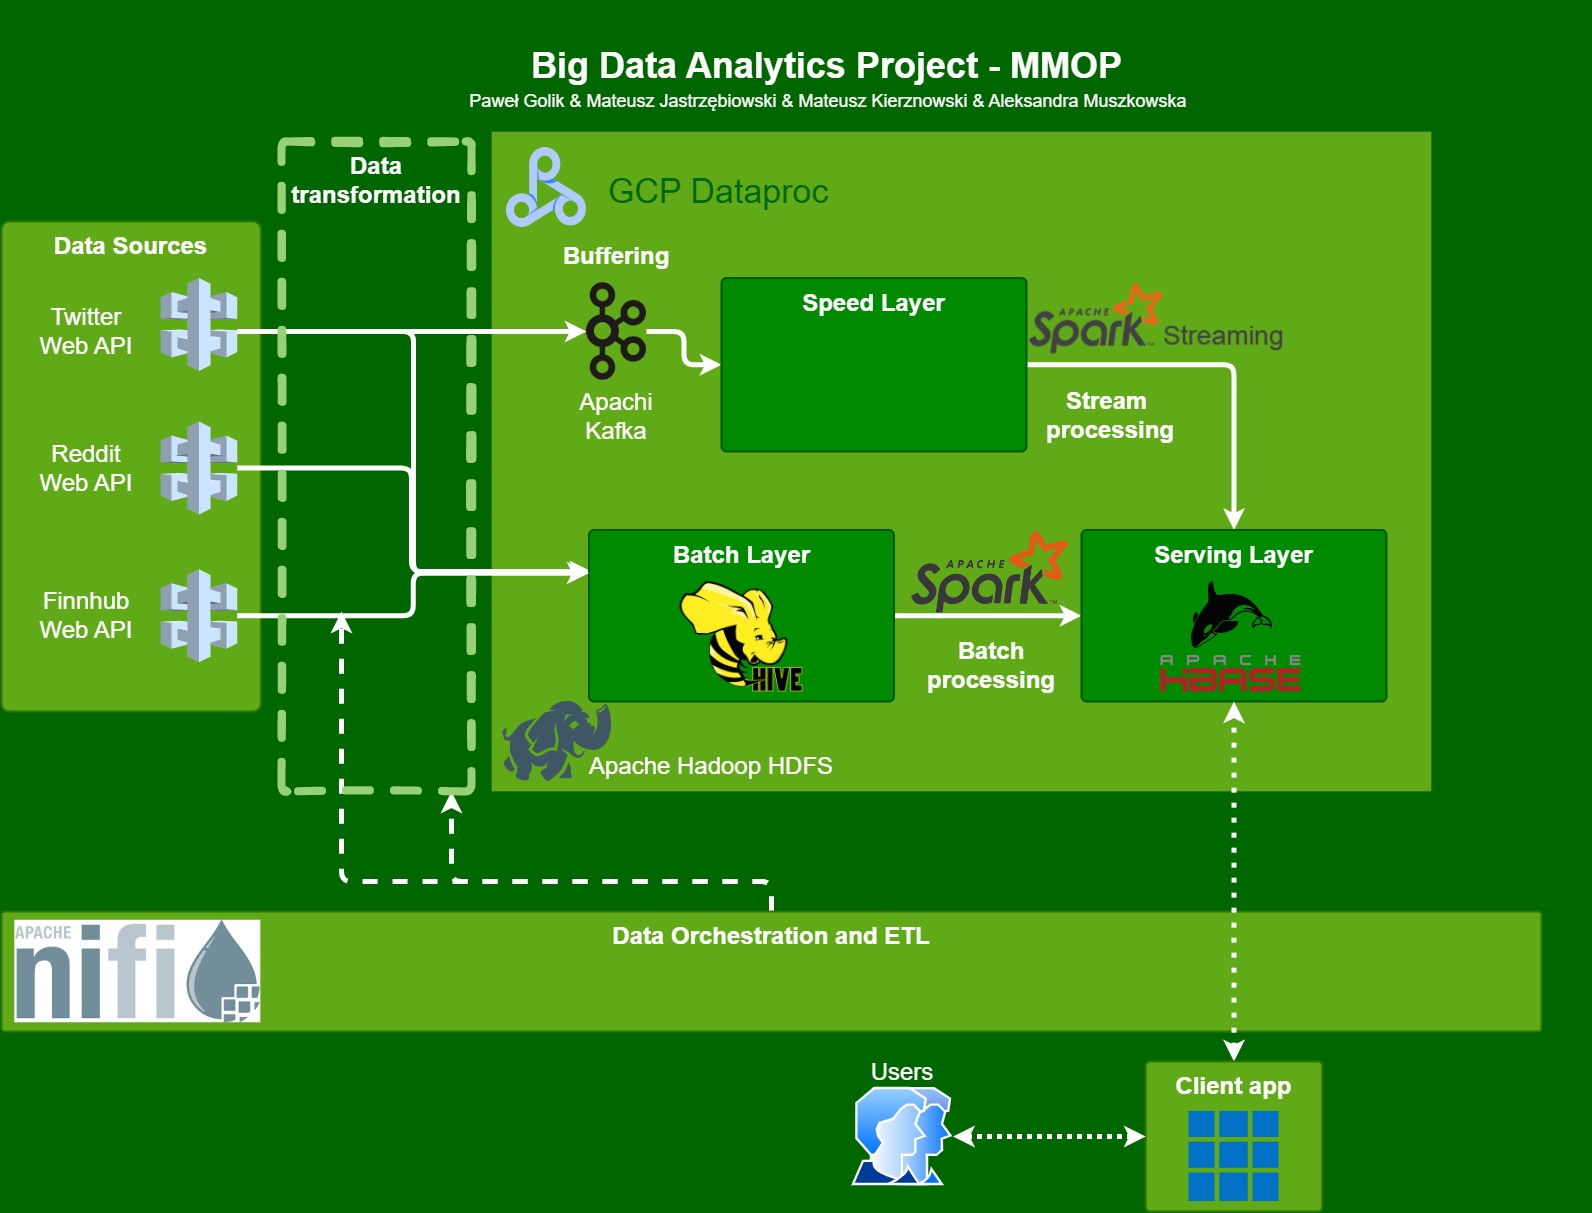 Big Data Analytics Project - MMOP
Paweł Golik & Mateusz Jastrzębiowski & Mateusz Kierznowski & Aleksandra Muszkowska
Data
transformation
GCP Dataproc
Data Sources
Twitter
Web API
Reddit
Web API
Finnhub
Web API
Buffering
Apachi
Kafka
Speed Layer
APACHE
Spark™ Streaming
Stream
processing
Batch Layer
HIVE
APACHE
Spark™
Batch
processing
Serving Layer
APACHE
HBASE
Apache Hadoop HDFS
APACHE
nifi
Data Orchestration and ETL
Users
Client app